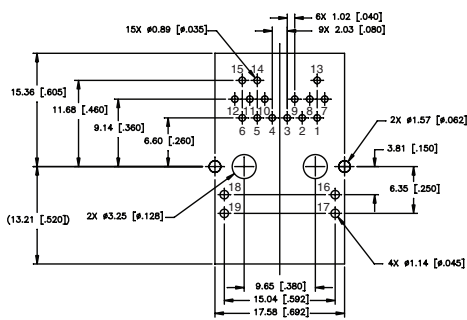 6X 1.02 [.040]
15X ø0.89 [ø.035]
9X 2.03 [.080]
15 14 13
12 11 10 9 8 7
6 5 4 3 2 1
15.36 [.605]
11.68 [.460]
9.14 [.360]
6.60 [.260]
2X ø1.57 [ø.062]
3.81 [.150]
6.35 [.250]
(13.21 [.520])
2X ø3.25 [ø.128]
18 16
19 17
4X ø1.14 [ø.045]
9.65 [.380]
15.04 [.592]
17.58 [.692]